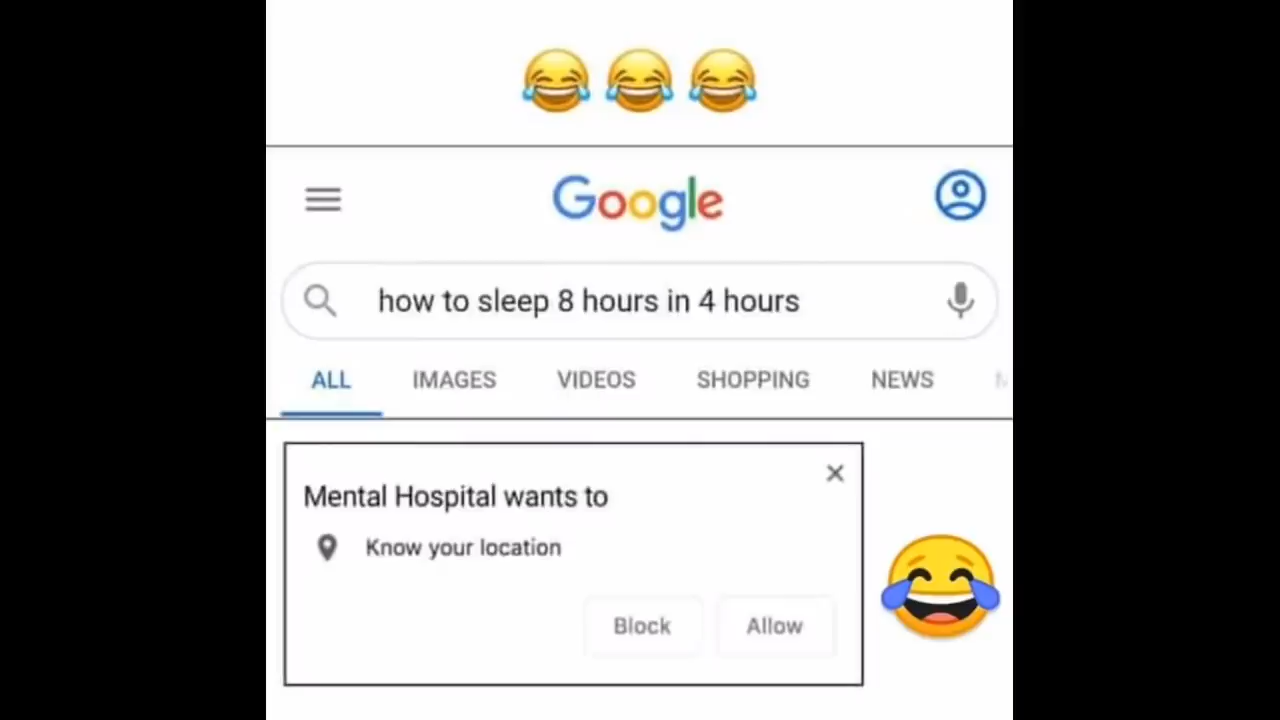 😂😂😂
Google
how to sleep 8 hours in 4 hours
ALL IMAGES VIDEOS SHOPPING NEWS
Mental Hospital wants to
Know your location
Block Allow